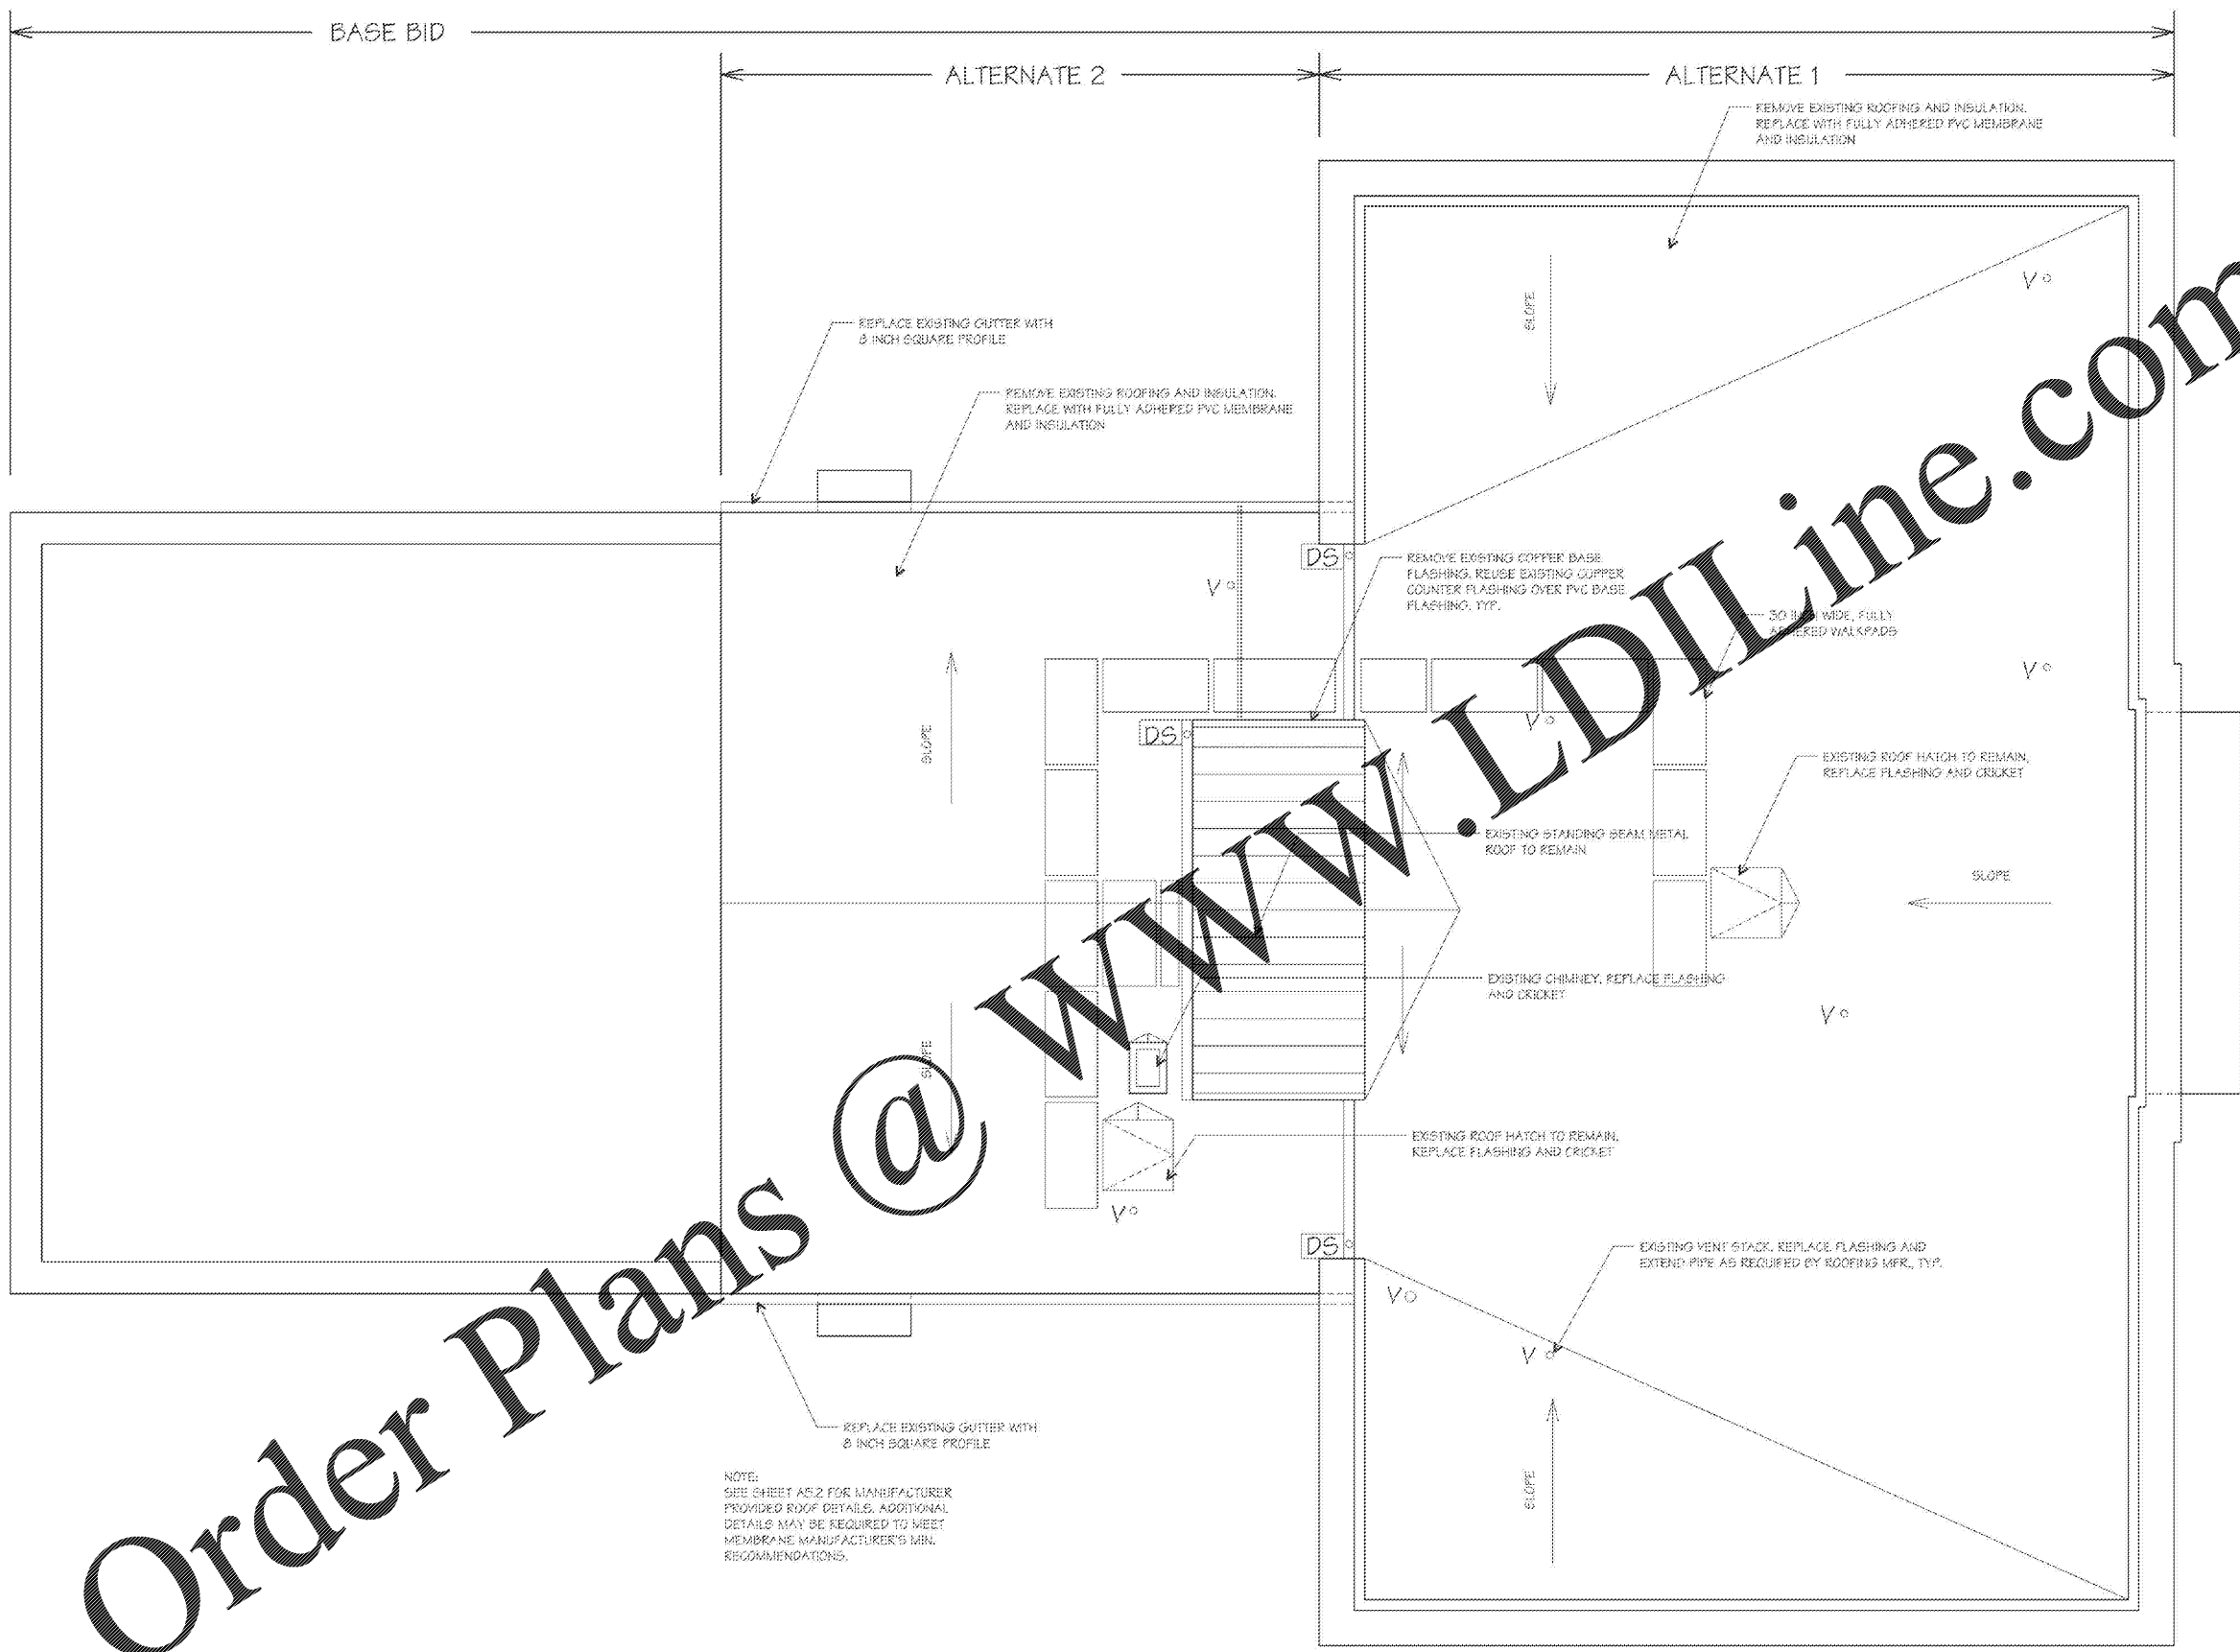 BASE BID
ALTERNATE 2
ALTERNATE 1
REMOVE EXISTING ROOFING AND INSULATION.
REPLACE WITH FULLY ADHERED PVC MEMBRANE
AND INSULATION
V
SLOPE
REPLACE EXISTING GUTTER WITH
8 INCH SQUARE PROFILE
REMOVE EXISTING ROOFING AND INSULATION.
REPLACE WITH FULLY ADHERED PVC MEMBRANE
AND INSULATION
DS
REMOVE EXISTING COPPER BASE
FLASHING. REUSE EXISTING COPPER
COUNTER FLASHING OVER PVC BASE
FLASHING, TYP.
V
30 INCH WIDE, FULLY
ADHERED WALKPADS
V
V
DS
SLOPE
EXISTING ROOF HATCH TO REMAIN,
REPLACE FLASHING AND CRICKET
EXISTING STANDING SEAM METAL
ROOF TO REMAIN
SLOPE
EXISTING CHIMNEY, REPLACE FLASHING
AND CRICKET
V
SLOPE
EXISTING ROOF HATCH TO REMAIN,
REPLACE FLASHING AND CRICKET
V
DS
EXISTING VENT STACK. REPLACE FLASHING AND
EXTEND PIPE AS REQUIRED BY ROOFING MFR., TYP.
V
V
REPLACE EXISTING GUTTER WITH
8 INCH SQUARE PROFILE
SLOPE
NOTE:
SEE SHEET A5.2 FOR MANUFACTURER
PROVIDED ROOF DETAILS. ADDITIONAL
DETAILS MAY BE REQUIRED TO MEET
MEMBRANE MANUFACTURER'S MIN.
RECOMMENDATIONS.
Order Plans @ www.LDILine.com